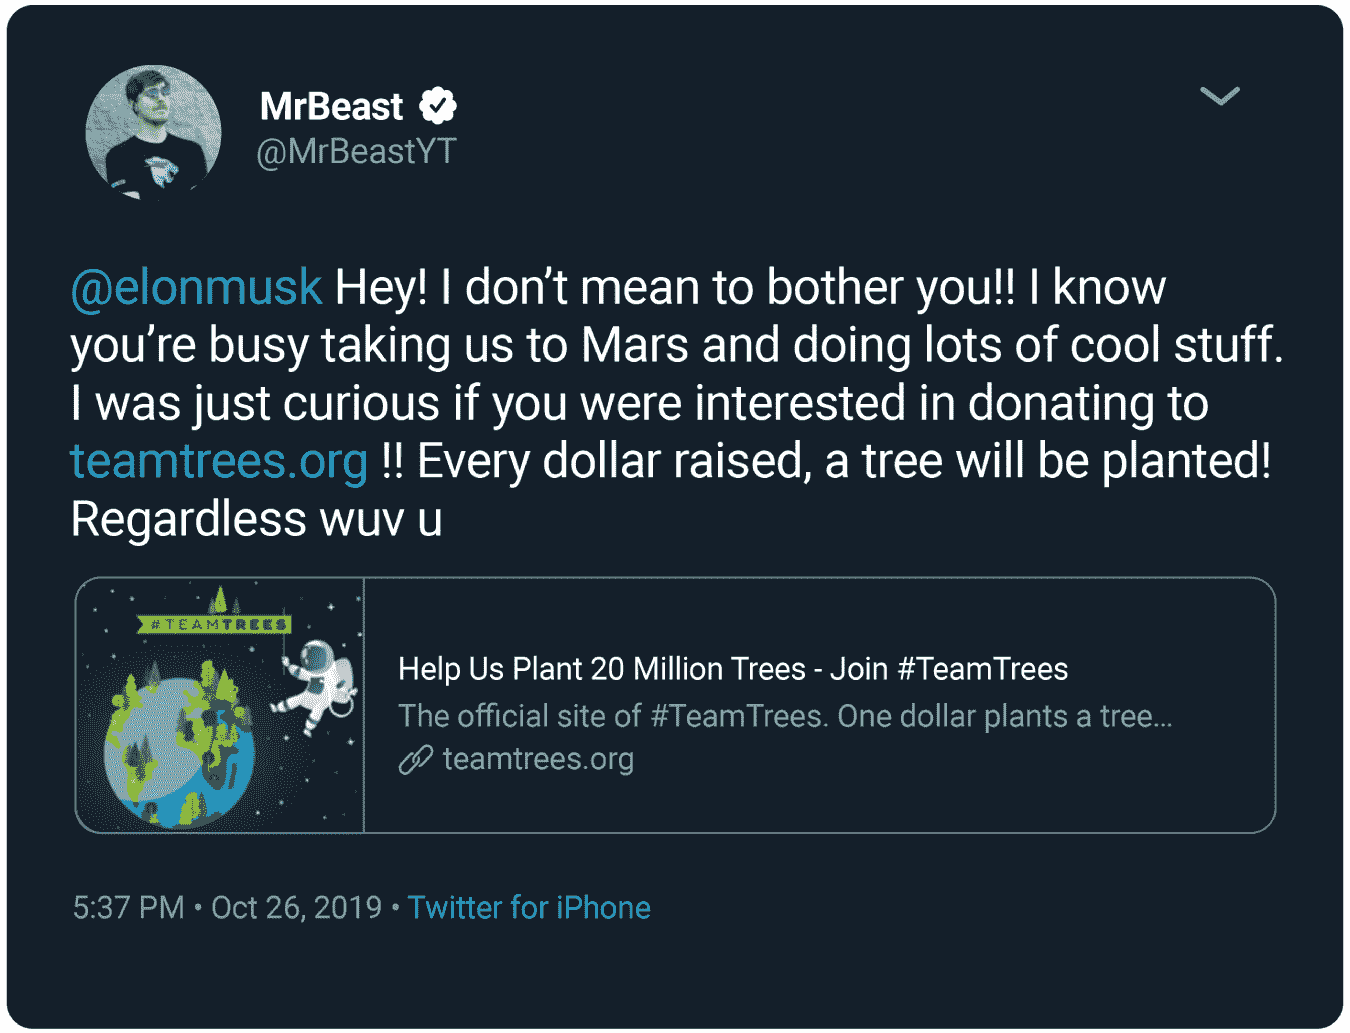 MrBeast
@MrBeastYT
@elonmusk Hey! I don’t mean to bother you!! I know
you’re busy taking us to Mars and doing lots of cool stuff.
I was just curious if you were interested in donating to
teamtrees.org !! Every dollar raised, a tree will be planted!
Regardless wuv u
#TEAMTREES
Help Us Plant 20 Million Trees - Join #TeamTrees
The official site of #TeamTrees. One dollar plants a tree...
teamtrees.org
5:37 PM • Oct 26, 2019 • Twitter for iPhone